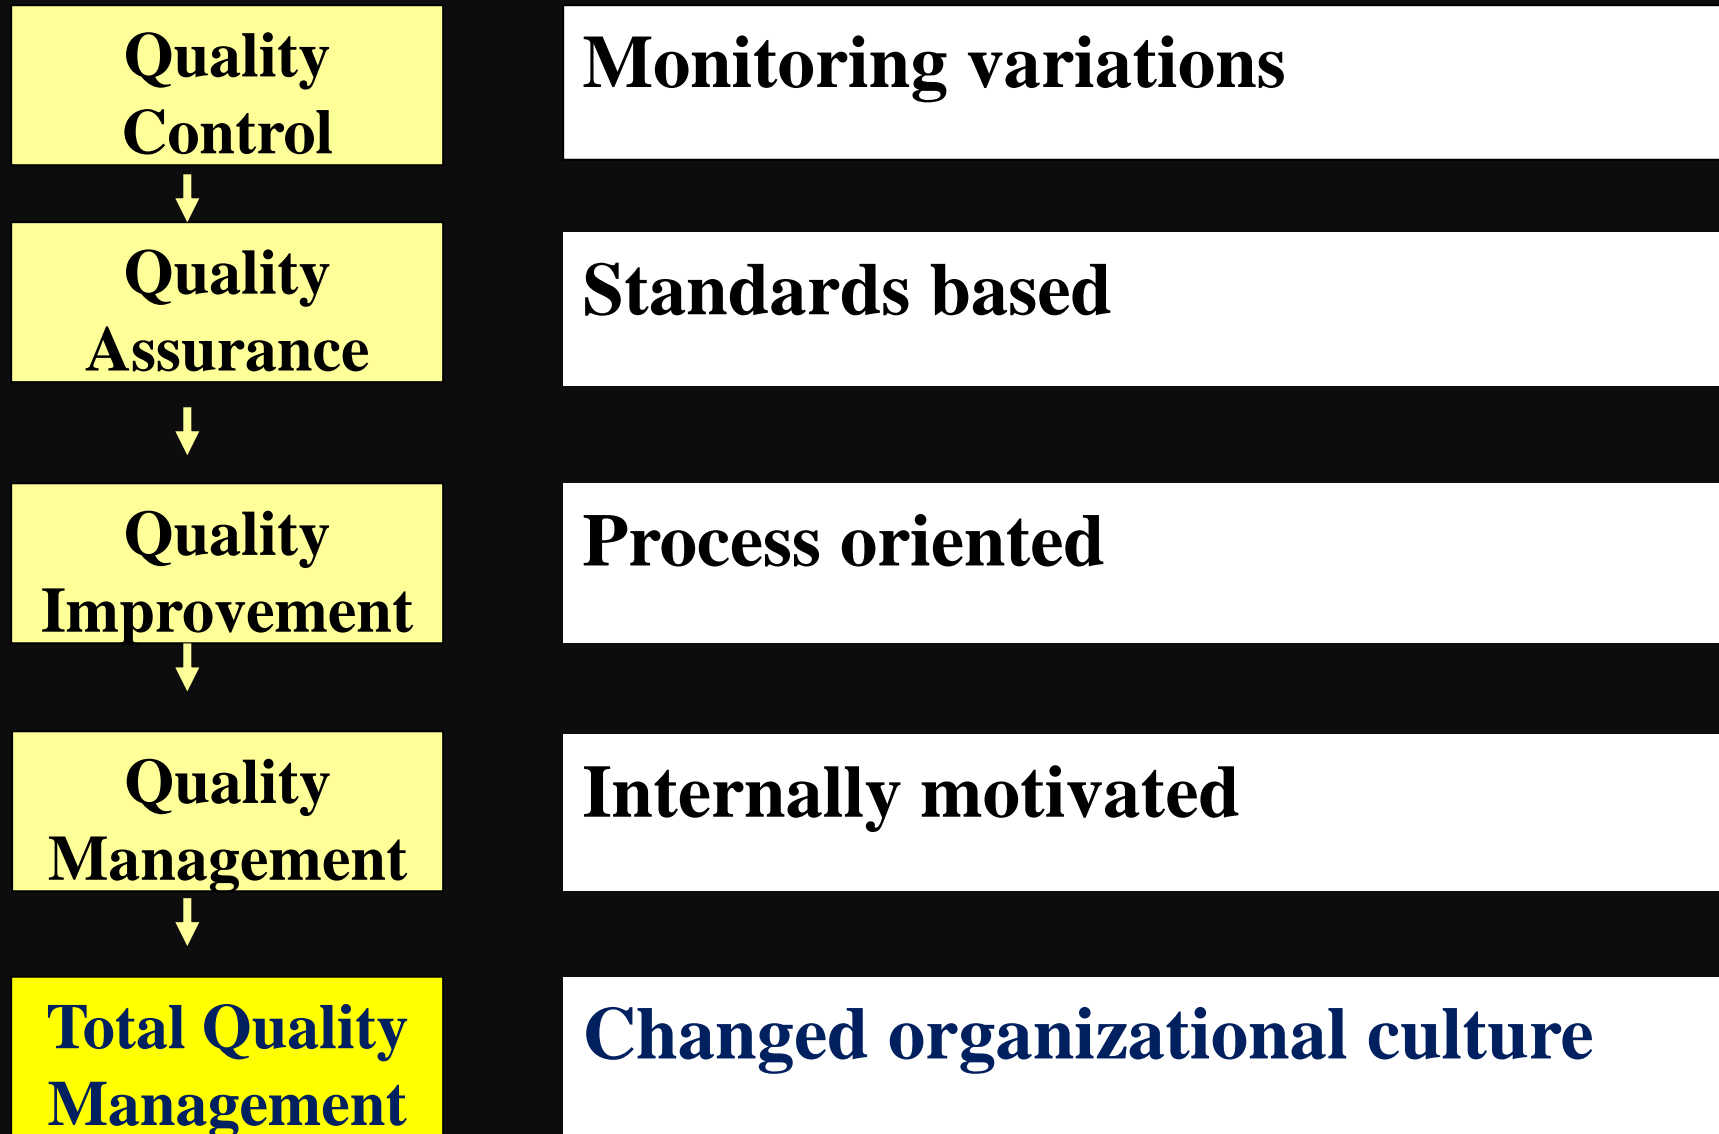 Quality
Control
Monitoring variations
Quality
Assurance
Standards based
Quality
Improvement
Process oriented
Quality
Management
Internally motivated
Total Quality
Management
Changed organizational culture